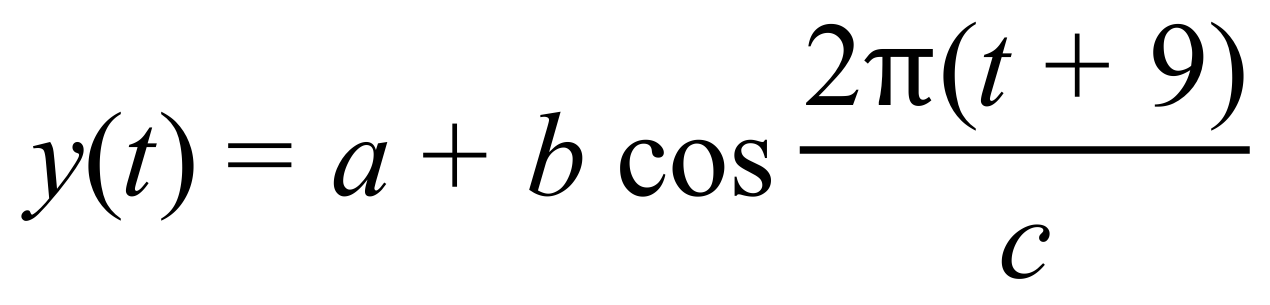 y(t) = a + b cos 2π(t + 9)
c